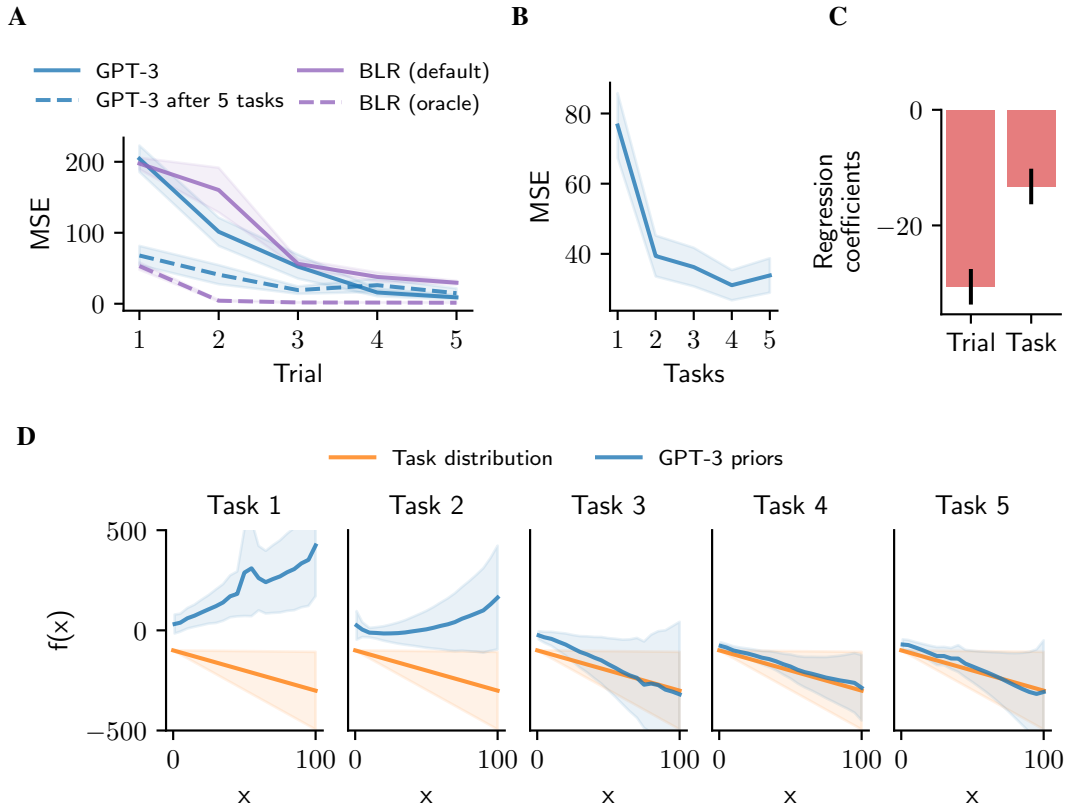 A
B
C
GPT-3
GPT-3 after 5 tasks
BLR (default)
BLR (oracle)
MSE
200
100
0
1 2 3 4 5
Trial
MSE
80
60
40
1 2 3 4 5
Tasks
Regression
coefficients
0
−20
Trial Task
D
Task distribution
GPT-3 priors
Task 1 Task 2 Task 3 Task 4 Task 5
f(x)
500
0
−500
0 100 0 100 0 100 0 100 0 100
x x x x x